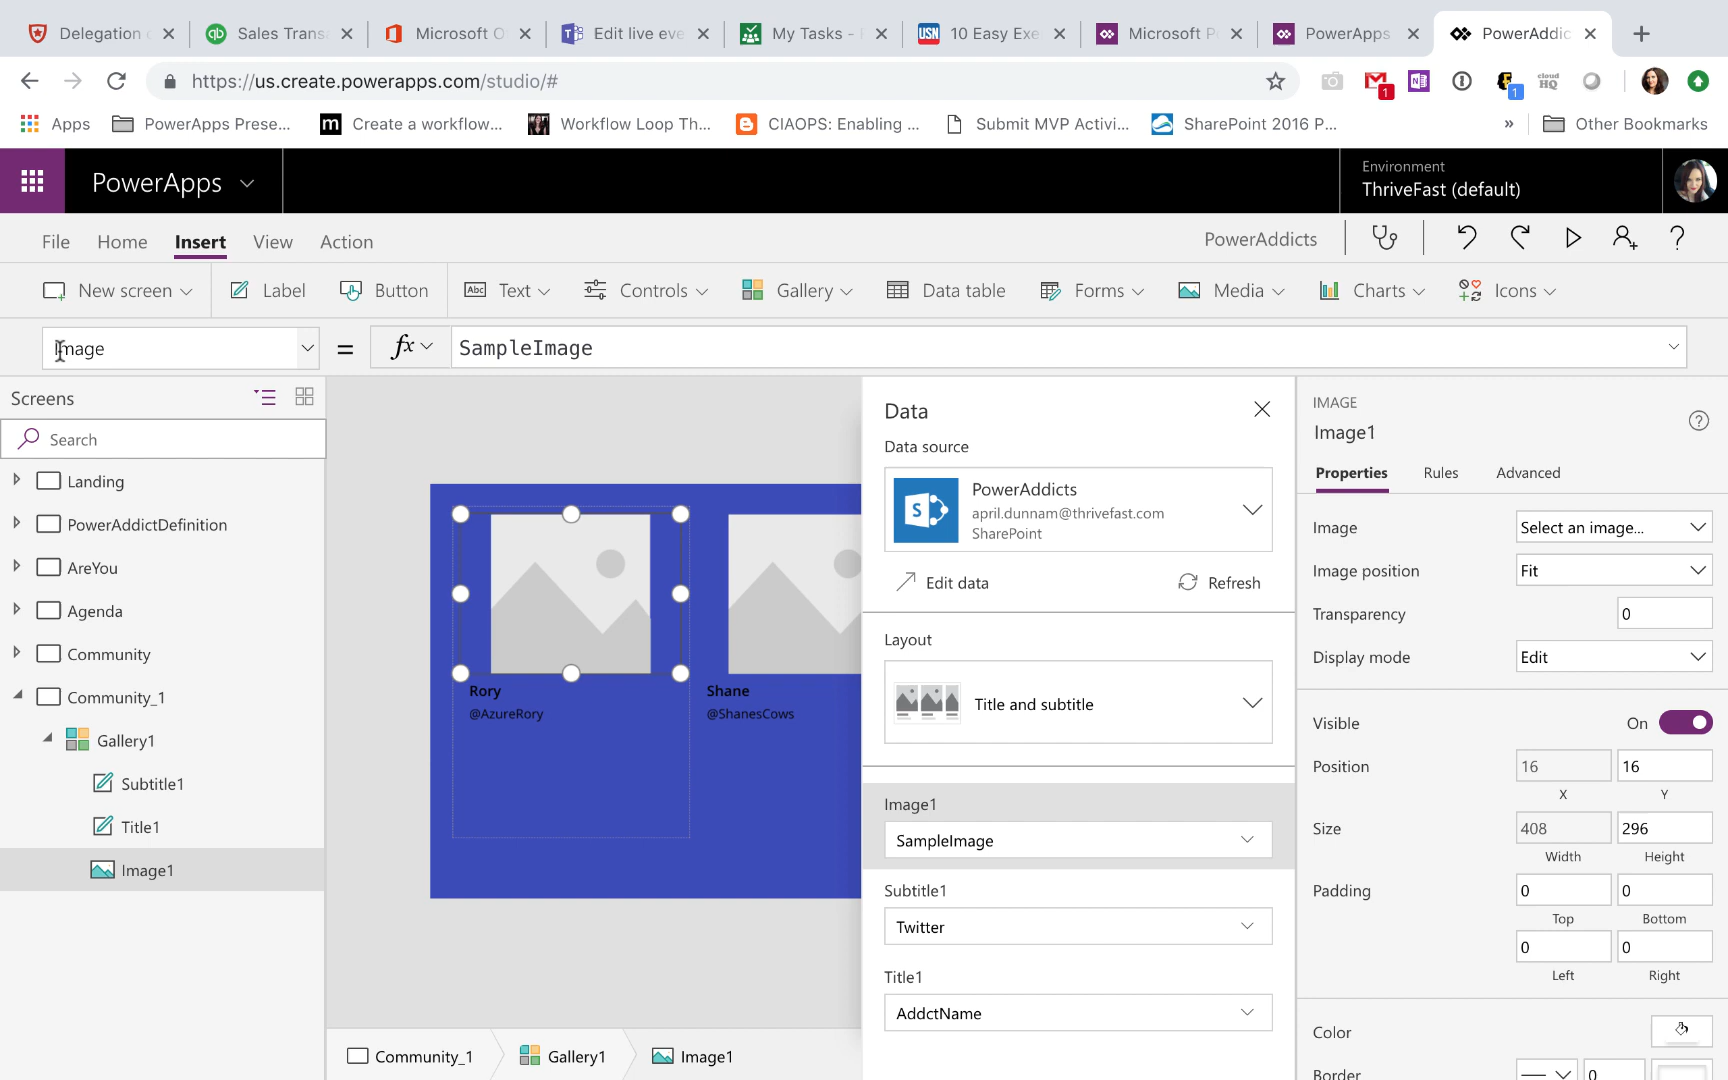 Delegation
Sales Trans
Microsoft O
Edit live eve
My Tasks -
USN 10 Easy Exe
Microsoft P
PowerApps
PowerAddic
https://us.create.powerapps.com/studio/#
1
1
cloud HQ
Apps
PowerApps Prese...
m Create a workflow...
Workflow Loop Th...
CIAOPS: Enabling ...
Submit MVP Activi...
SharePoint 2016 P...
»
Other Bookmarks
PowerApps
Environment
ThriveFast (default)
File
Home
Insert
View
Action
PowerAddicts
?
New screen
Label
Button
Abc Text
Controls
Gallery
Data table
Forms
Media
Charts
Icons
Image
=
fx
SampleImage
Screens
Search
Landing
PowerAddictDefinition
AreYou
Agenda
Community
Community_1
Gallery1
Subtitle1
Title1
Image1
Rory
@AzureRory
Shane
@ShanesCows
Community_1
Gallery1
Image1
Data
Data source
S
PowerAddicts
april.dunnam@thrivefast.com
SharePoint
Edit data
Refresh
Layout
Title and subtitle
Image1
SampleImage
Subtitle1
Twitter
Title1
AddctName
IMAGE
Image1
?
Properties
Rules
Advanced
Image
Select an image...
Image position
Fit
Transparency
0
Display mode
Edit
Visible
On
Position
16
16
X
Y
Size
408
296
Width
Height
Padding
0
0
Top
Bottom
0
0
Left
Right
Color
Border
0